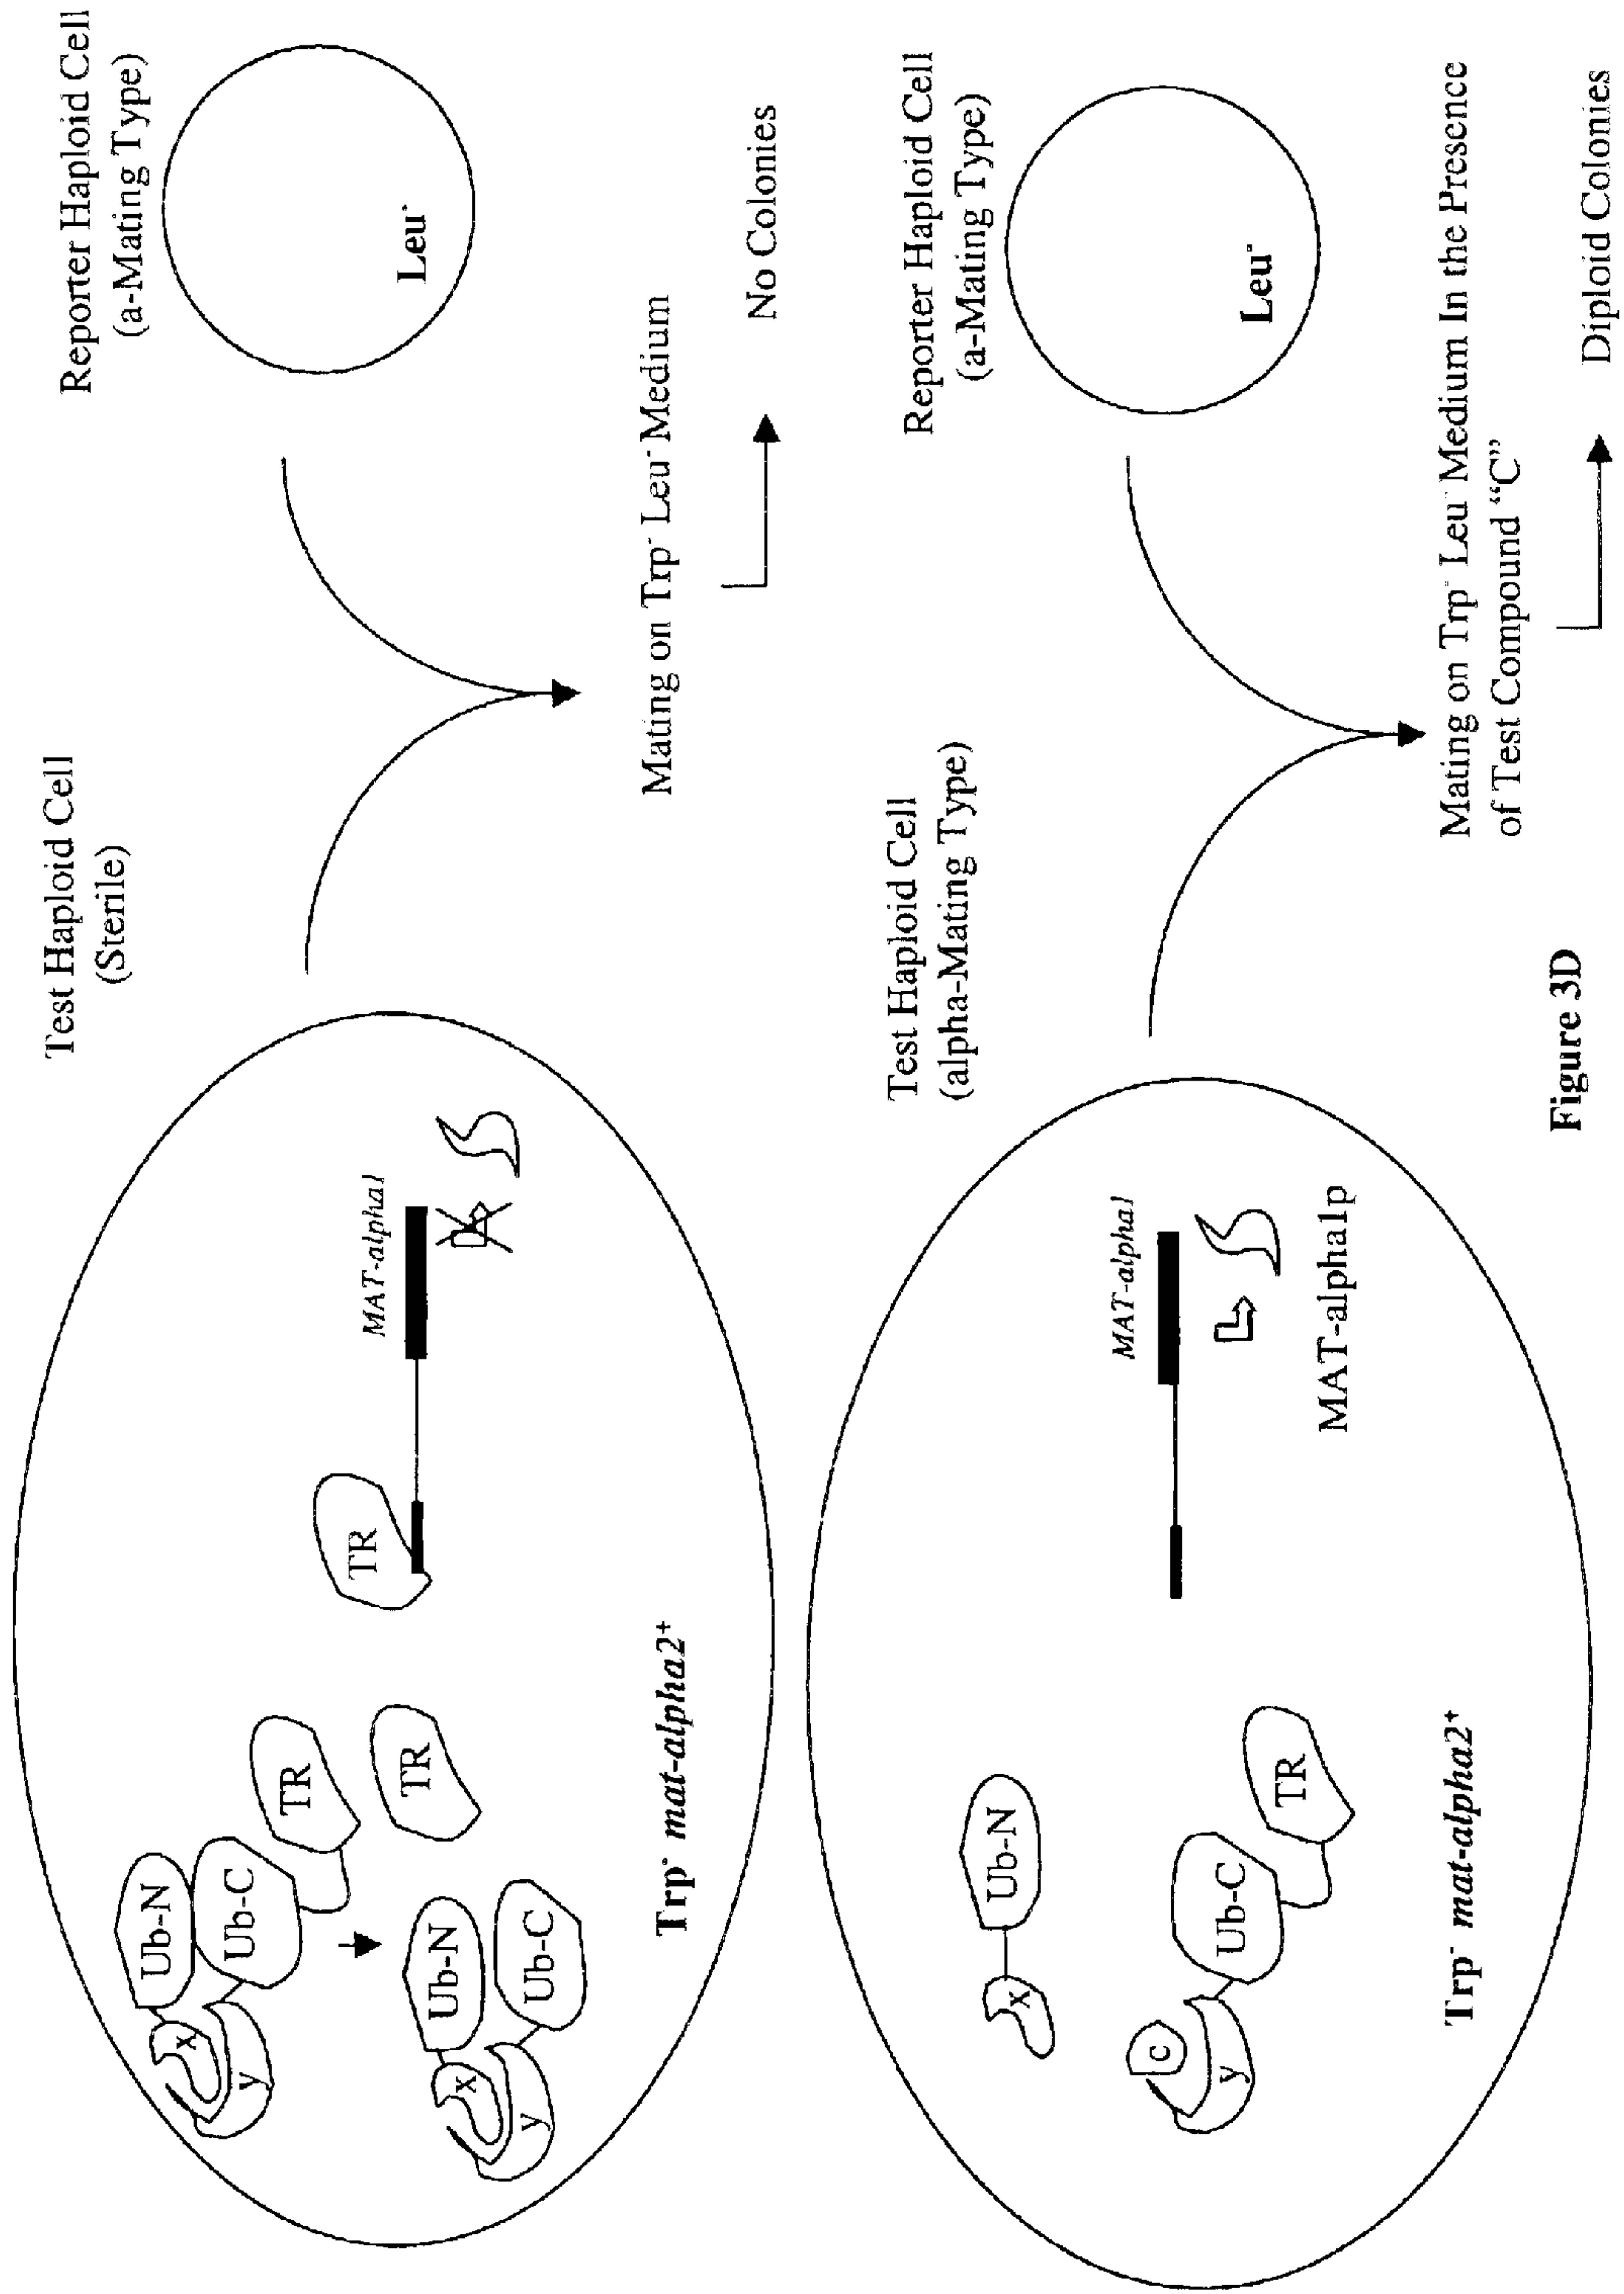 Test Haploid Cell
(Sterile)
Reporter Haploid Cell
(a-Mating Type)
Ub-N
x
y
Ub-C
TR
Ub-N
x
y
Ub-C
TR
TR
MAT-alpha1
Trp⁻ mat-alpha2⁺
Leu⁻
Mating on Trp⁻ Leu⁻ Medium
No Colonies
Test Haploid Cell
(alpha-Mating Type)
Reporter Haploid Cell
(a-Mating Type)
x
Ub-N
c
y
Ub-C
TR
MAT-alpha1
MAT-alpha1p
Trp⁻ mat-alpha2⁺
Leu⁻
Mating on Trp⁻ Leu⁻ Medium In the Presence
of Test Compound “C”
Diploid Colonies
Figure 3D